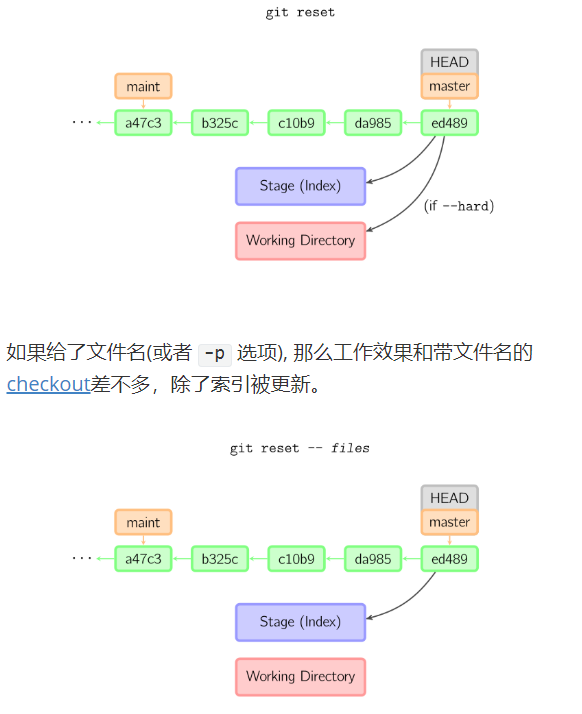 git reset
HEAD
maint
master
... a47c3 b325c c10b9 da985 ed489
Stage (Index)
(if --hard)
Working Directory
如果给了文件名(或者 -p 选项), 那么工作效果和带文件名的
checkout差不多，除了索引被更新。
git reset -- files
HEAD
maint
master
... a47c3 b325c c10b9 da985 ed489
Stage (Index)
Working Directory